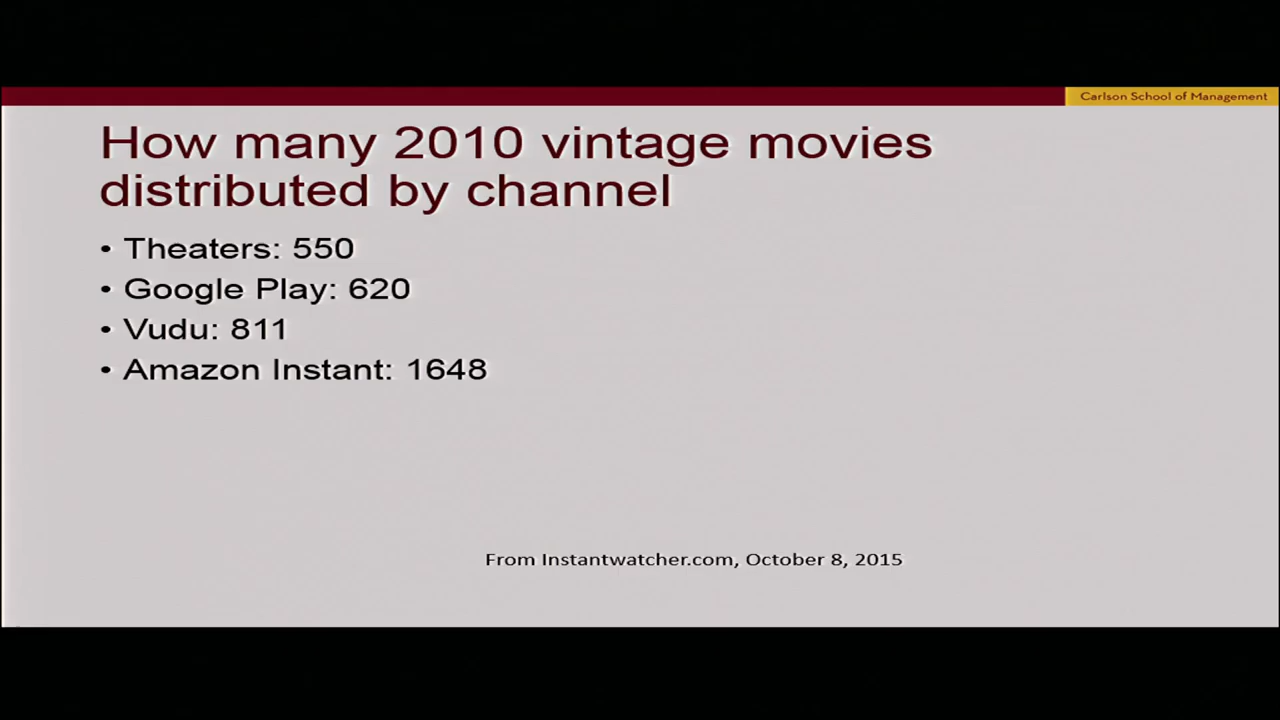 Carlson School of Management
How many 2010 vintage movies
distributed by channel
• Theaters: 550
• Google Play: 620
• Vudu: 811
• Amazon Instant: 1648
From Instantwatcher.com, October 8, 2015